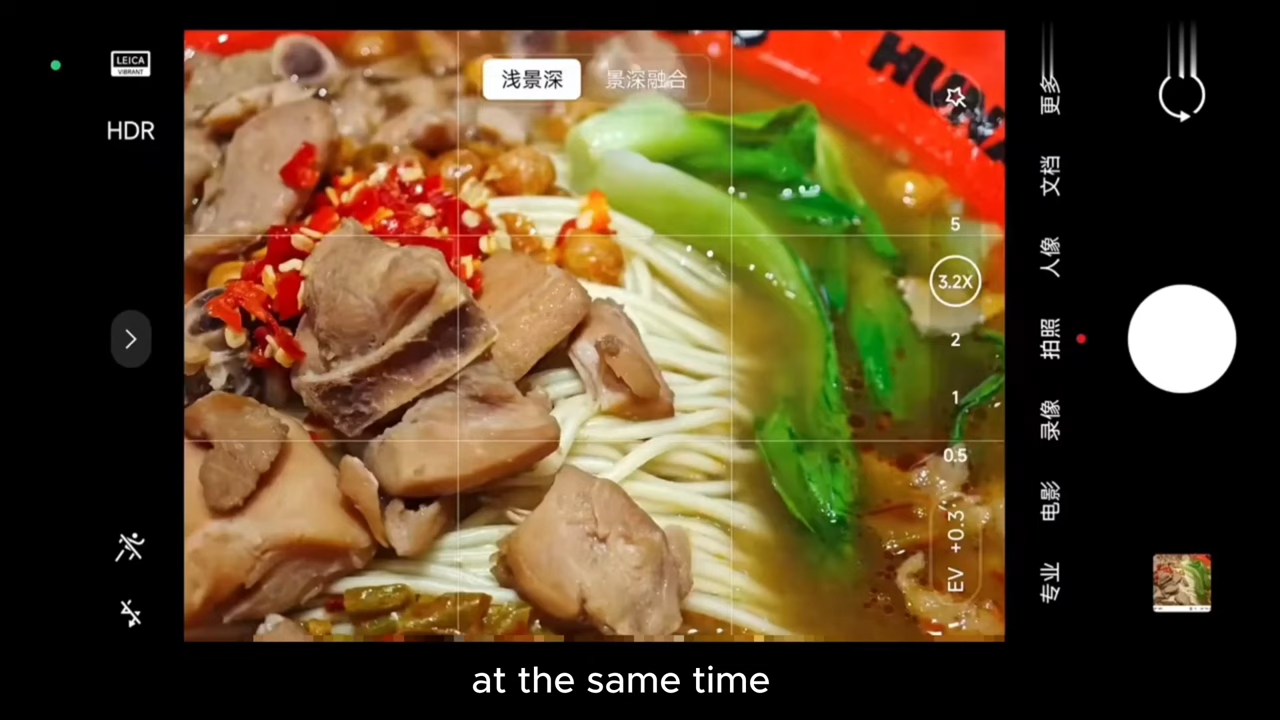 LEICA
VIBRANT
HDR
浅景深 景深融合
5
3.2X
2
1
0.5
EV +0.3
更多
文档
人像
拍照
录像
电影
专业
at the same time